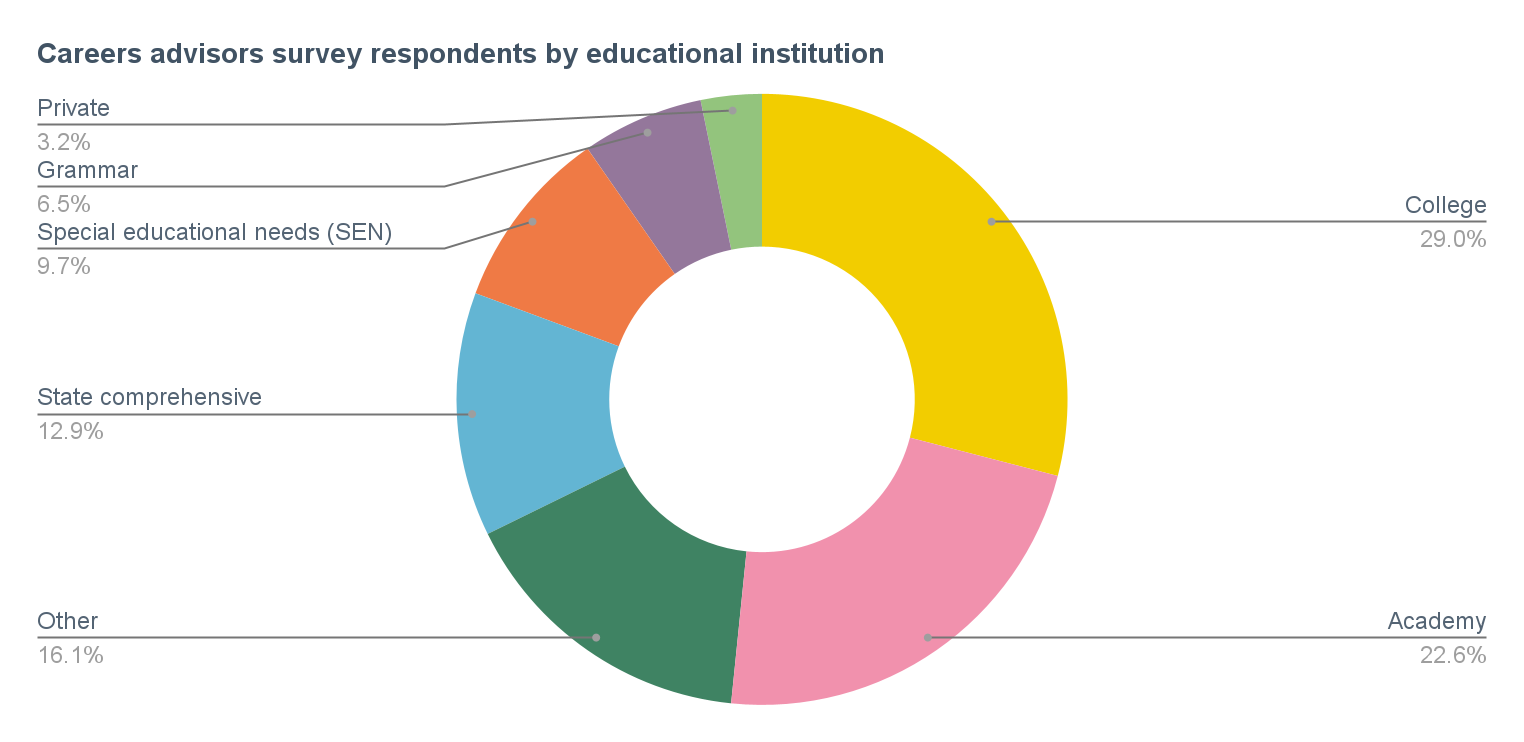 Careers advisors survey respondents by educational institution
Private
3.2%
Grammar
6.5%
Special educational needs (SEN)
9.7%
State comprehensive
12.9%
Other
16.1%
College
29.0%
Academy
22.6%